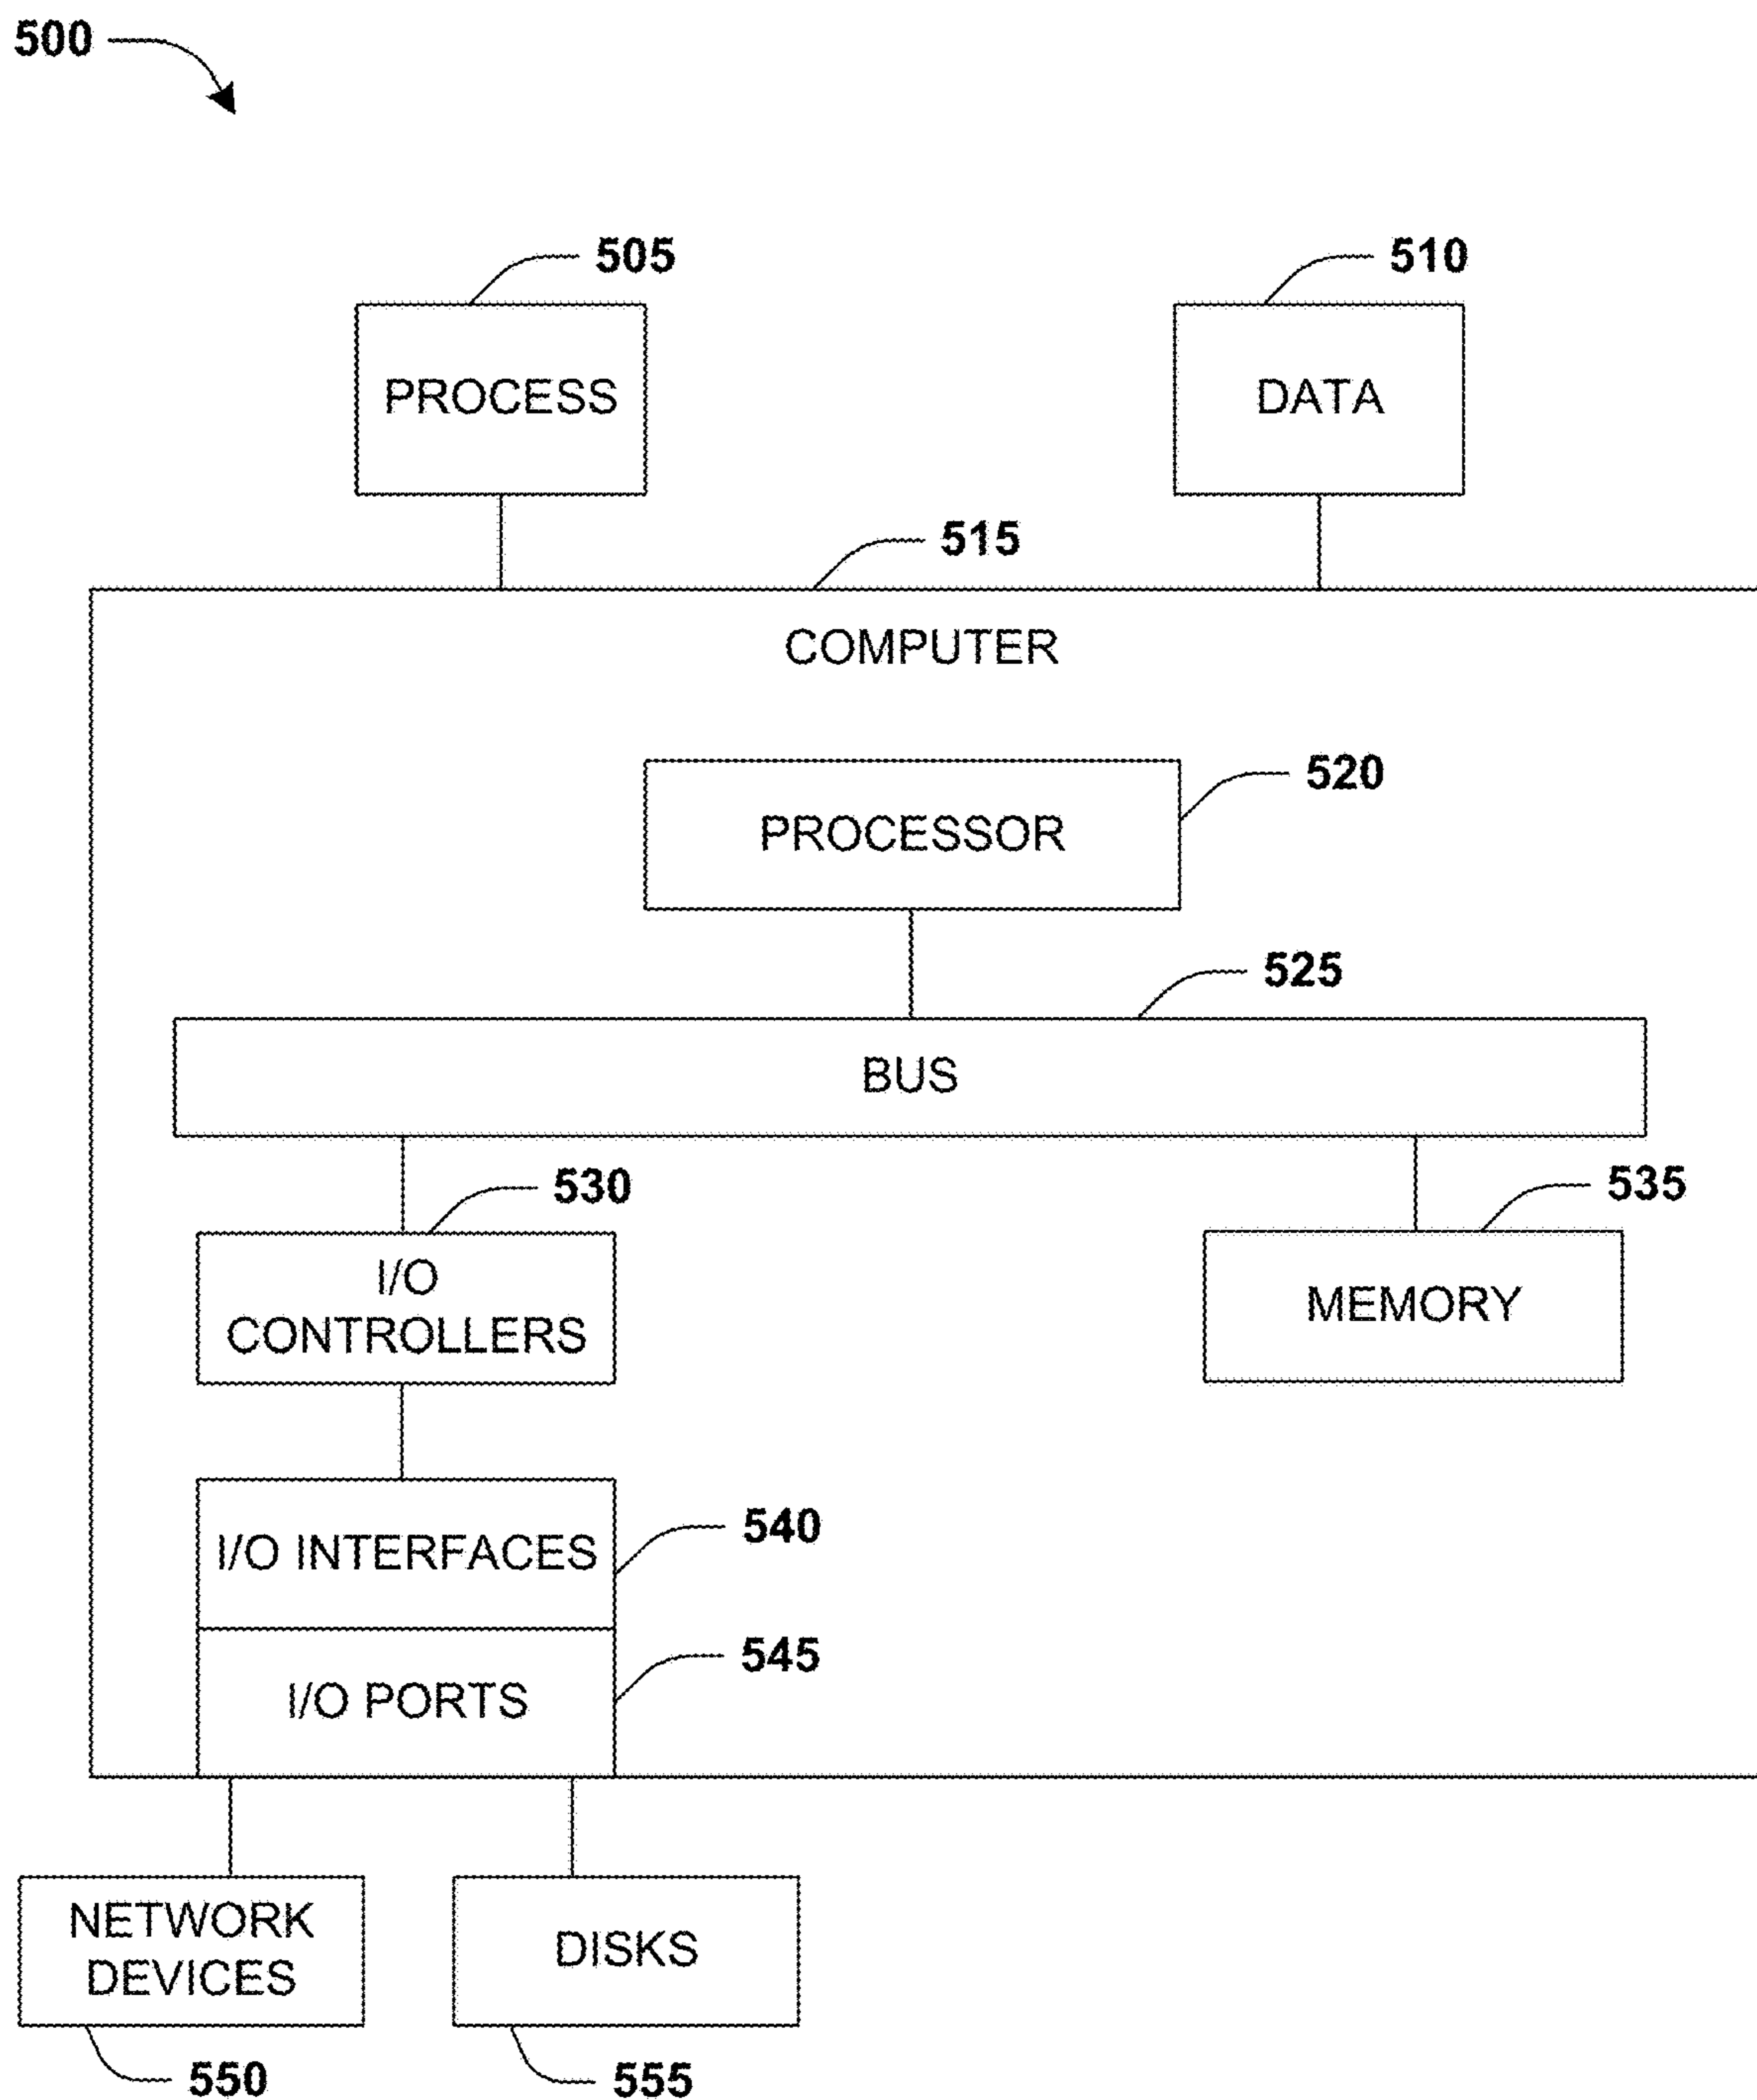 500
505
510
PROCESS
DATA
515
COMPUTER
520
PROCESSOR
525
BUS
530
535
I/O
CONTROLLERS
MEMORY
540
I/O INTERFACES
545
I/O PORTS
NETWORK
DEVICES
DISKS
550
555